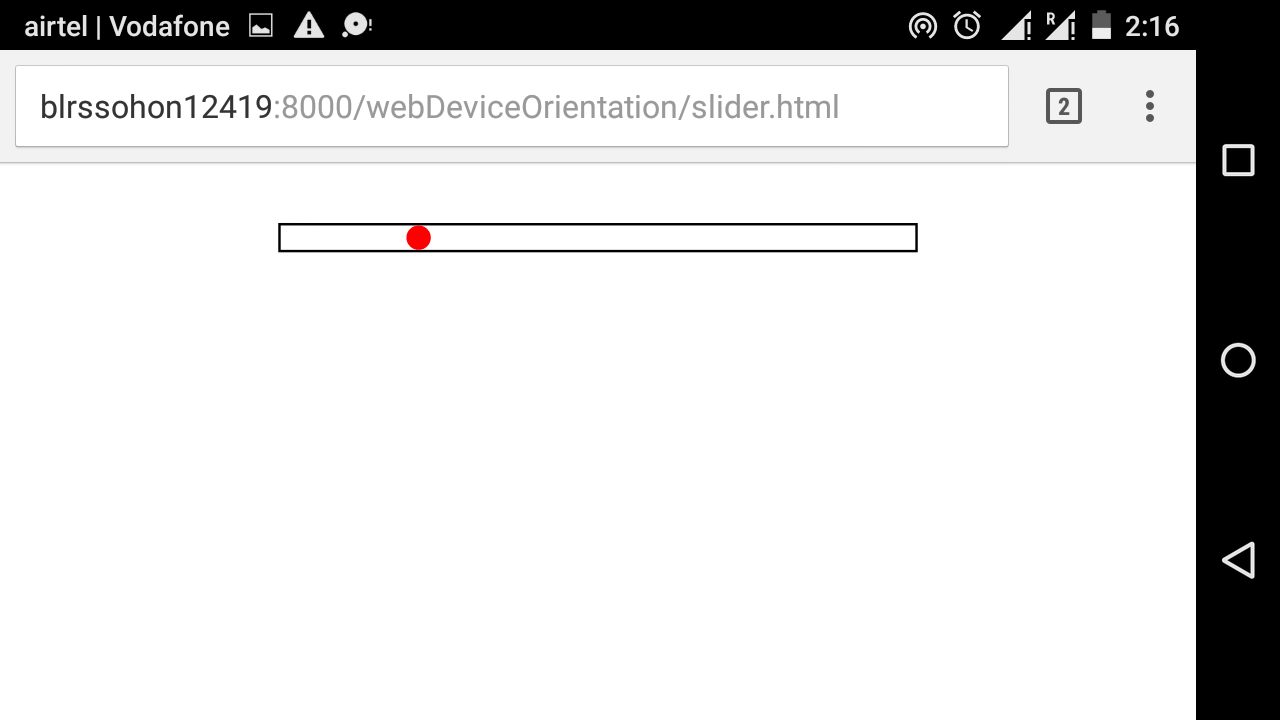 airtel | Vodafone R 2:16
blrssohon12419:8000/webDeviceOrientation/slider.html 2